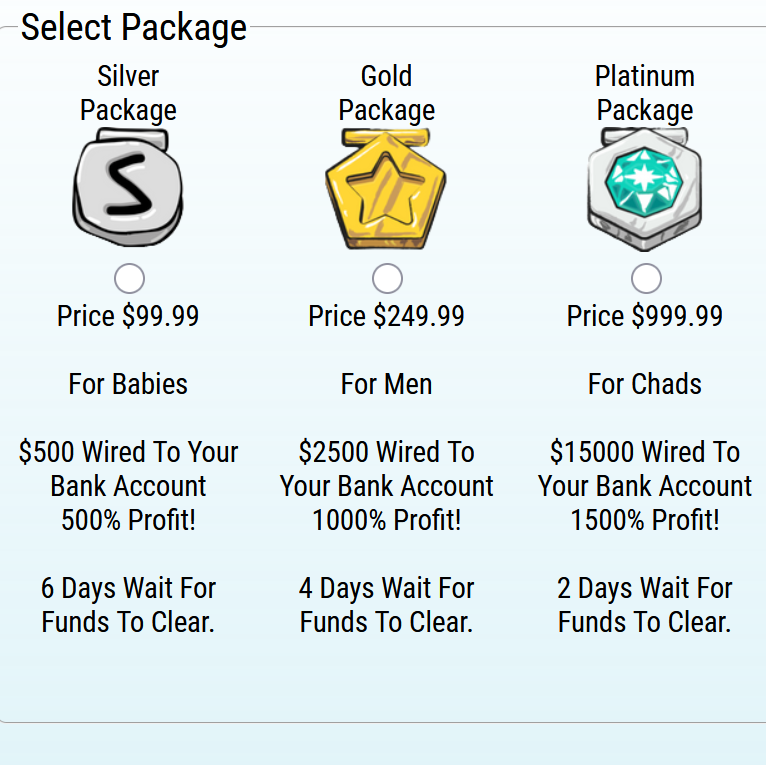 Select Package
Silver
Package
S
Price $99.99
For Babies
$500 Wired To Your
Bank Account
500% Profit!
6 Days Wait For
Funds To Clear.
Gold
Package
Price $249.99
For Men
$2500 Wired To
Your Bank Account
1000% Profit!
4 Days Wait For
Funds To Clear.
Platinum
Package
Price $999.99
For Chads
$15000 Wired To
Your Bank Account
1500% Profit!
2 Days Wait For
Funds To Clear.